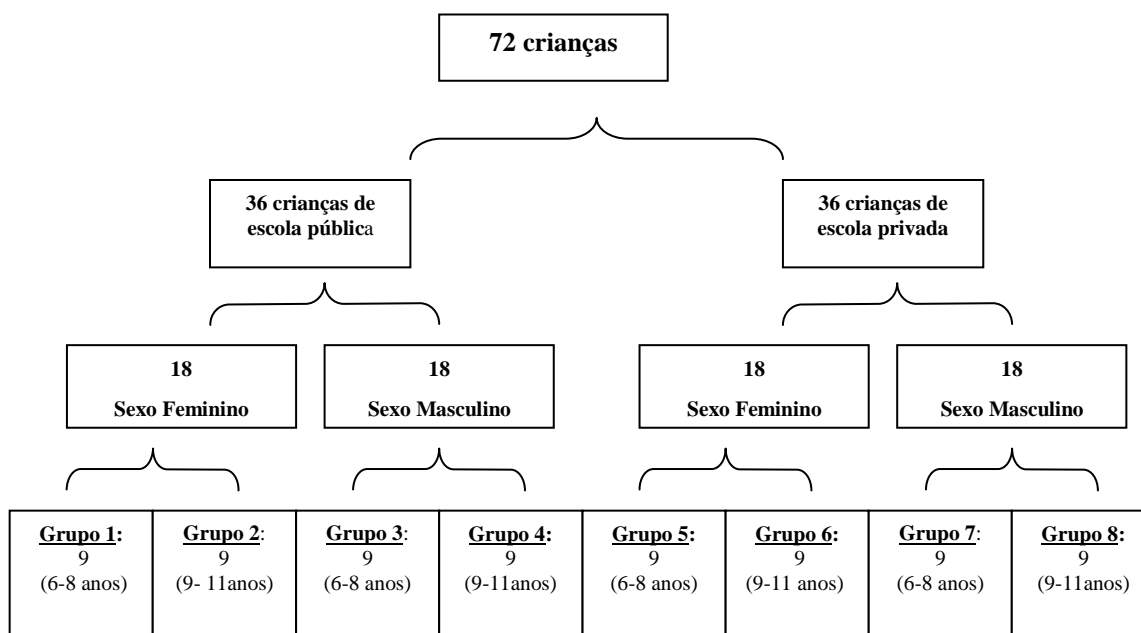 72 crianças
36 crianças de
escola pública
36 crianças de
escola privada
18
Sexo Feminino
18
Sexo Masculino
18
Sexo Feminino
18
Sexo Masculino
Grupo 1:
9
(6-8 anos)
Grupo 2:
9
(9- 11anos)
Grupo 3:
9
(6-8 anos)
Grupo 4:
9
(9-11anos)
Grupo 5:
9
(6-8 anos)
Grupo 6:
9
(9-11 anos)
Grupo 7:
9
(6-8 anos)
Grupo 8:
9
(9-11anos)